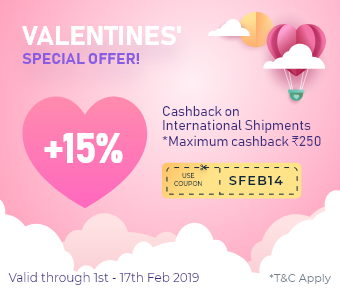 VALENTINES'
SPECIAL OFFER!
+15%
Cashback on
International Shipments
*Maximum cashback ₹250
USE
COUPON
SFEB14
Valid through 1st - 17th Feb 2019
*T&C Apply